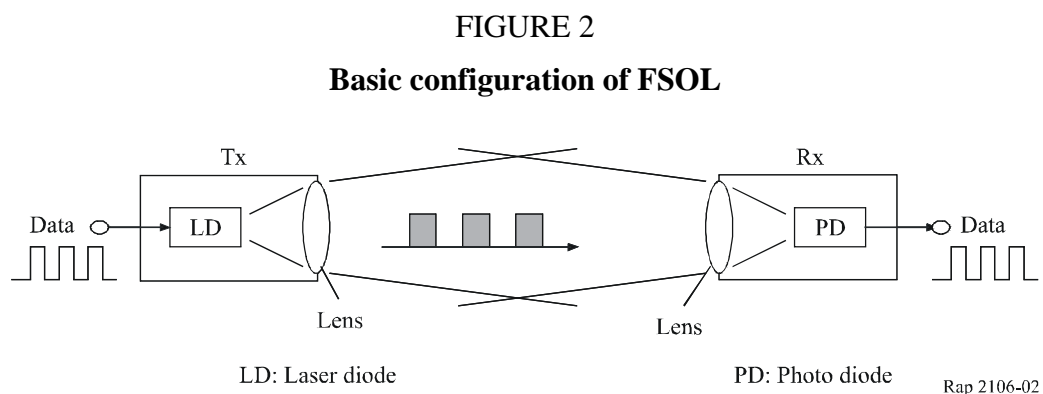 FIGURE 2
Basic configuration of FSOL
Tx
Rx
Data
LD
PD
Data
Lens
Lens
LD: Laser diode
PD: Photo diode
Rap 2106-02